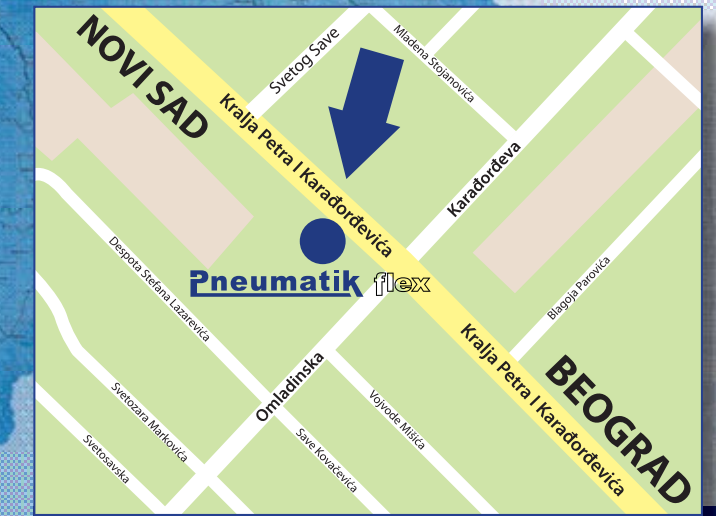 NOVI SAD
Svetog Save
Mladena Stojanovića
Kralja Petra I Karađorđevića
Karađorđeva
Pneumatik flex
Despota Stefana Lazarevića
Blagoja Parovića
Kralja Petra I Karađorđevića
BEOGRAD
Omladinska
Vojvode Mišića
Svetozara Markovića
Save Kovačevića
Svetosavska